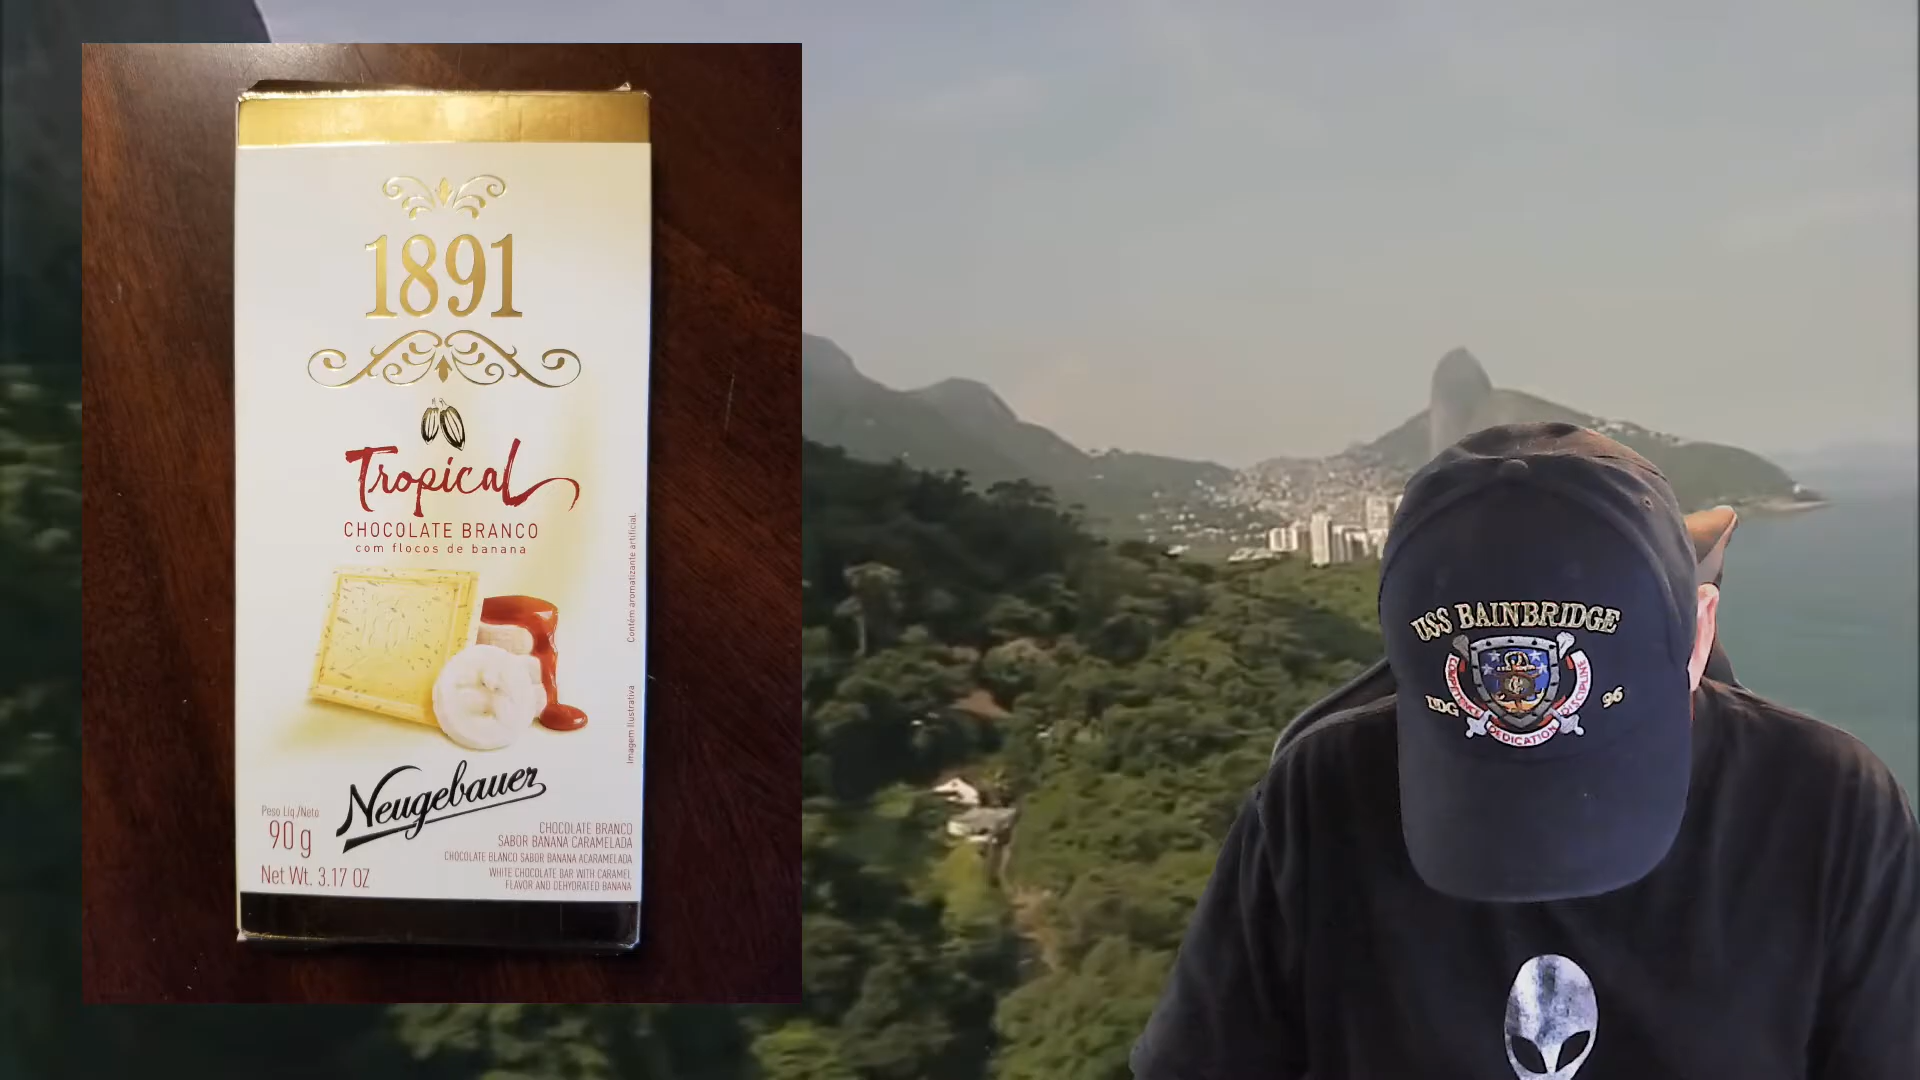 1891
Tropical
CHOCOLATE BRANCO
com flocos de banana
Contém aromatizante artificial.
Imagem Ilustrativa
Neugebauer
Peso Líq./Neto
90 g
Net Wt. 3.17 OZ
CHOCOLATE BRANCO
SABOR BANANA CARAMELADA
CHOCOLATE BLANCO SABOR BANANA ACARAMELADA
WHITE CHOCOLATE BAR WITH CARAMEL
FLAVOR AND DEHYDRATED BANANA
USS BAINBRIDGE
COMPETENCE
DEDICATION
DISCIPLINE
DDG 96